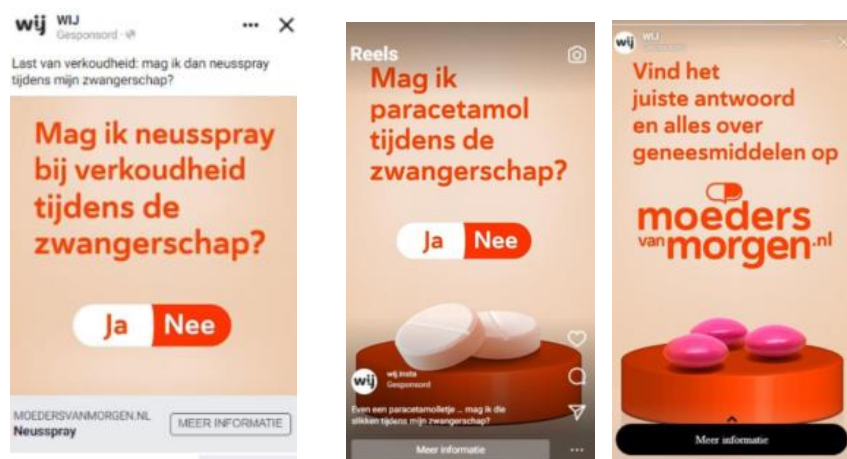 wij WIJ
Gesponsord ·
Last van verkoudheid: mag ik dan neusspray
tijdens mijn zwangerschap?
Mag ik neusspray
bij verkoudheid
tijdens de
zwangerschap?
Ja Nee
MOEDERSVANMORGEN.NL
Neusspray
MEER INFORMATIE
Reels
Mag ik
paracetamol
tijdens de
zwangerschap?
Ja Nee
wij
wij.insta
Gesponsord
Even een paracetamolletje ... mag ik die
slikken tijdens mijn zwangerschap?
Meer informatie
wij WIJ
Vind het
juiste antwoord
en alles over
geneesmiddelen op
moeders
van morgen.nl
Meer informatie